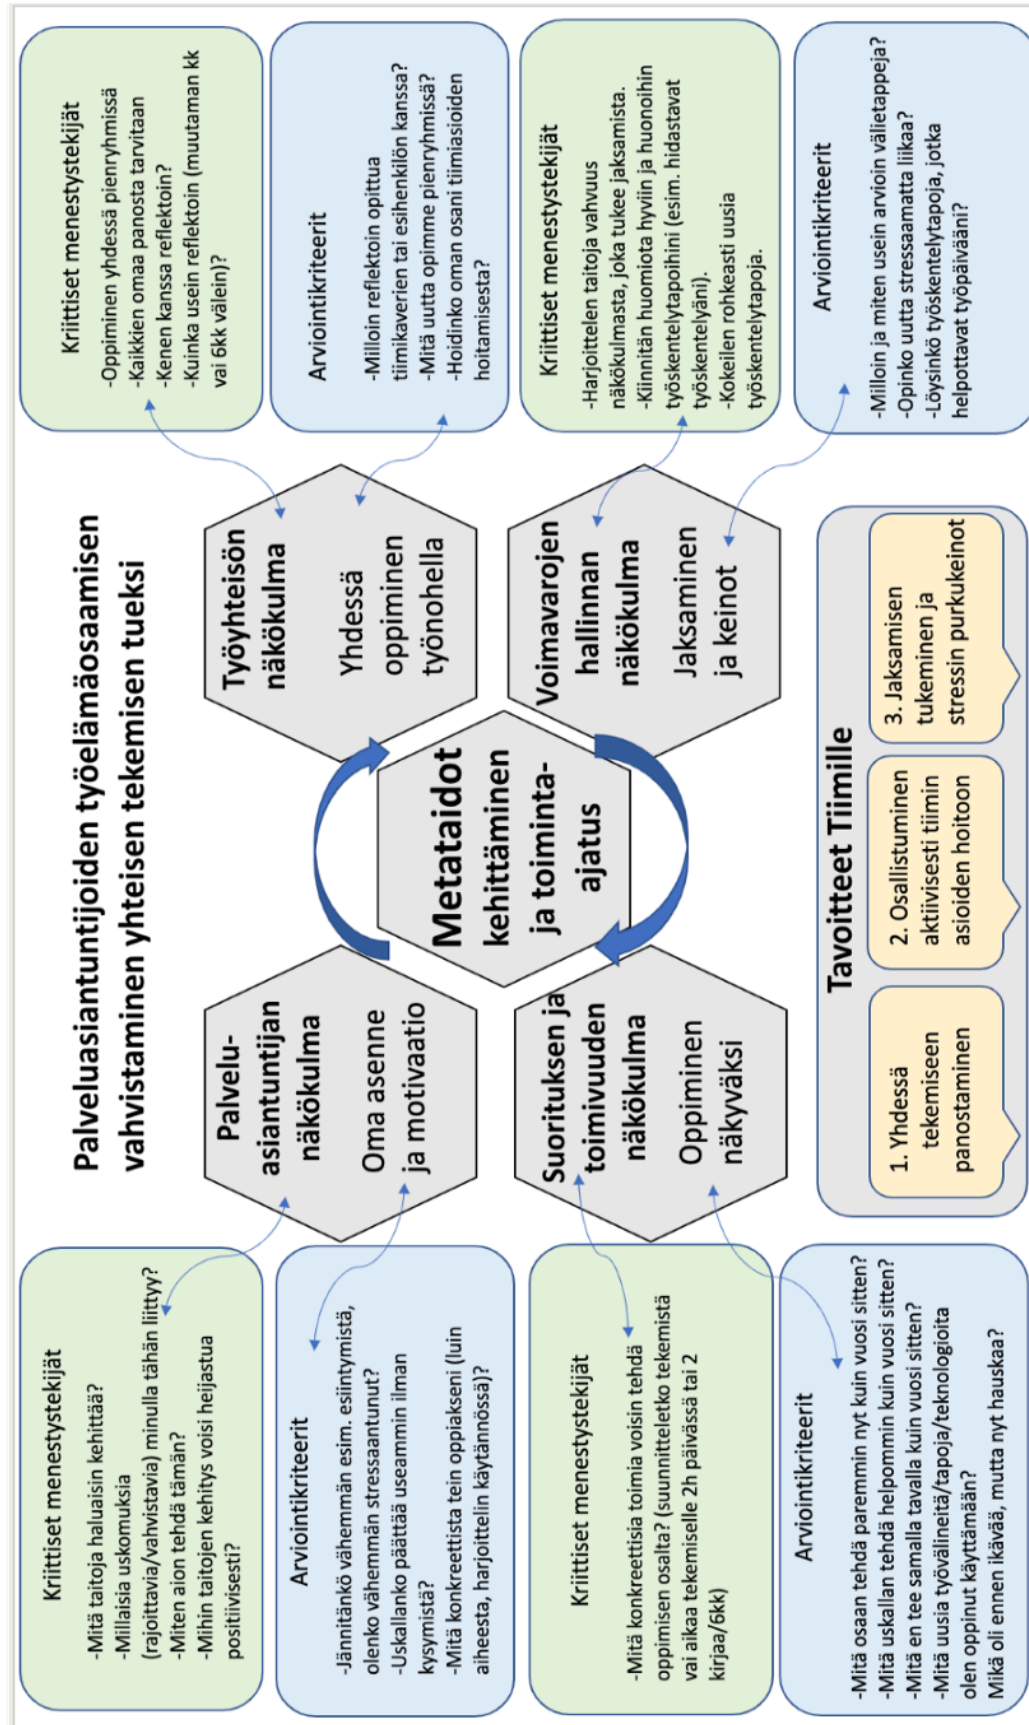 Palveluasiantuntijoiden työelämäosaamisen
vahvistaminen yhteisen tekemisen tueksi
Kriittiset menestystekijät
-Mitä taitoja haluaisin kehittää?
-Millaisia uskomuksia
(rajoittavia/vahvistavia) minulla tähän liittyy?
-Miten aion tehdä tämän?
-Mihin taitojen kehitys voisi heijastua
positiivisesti?
Arviointikriteerit
-Jännitänkö vähemmän esim. esiintymistä,
olenko vähemmän stressaantunut?
-Uskallanko päättää useammin ilman
kysymistä?
-Mitä konkreettista tein oppiakseni (luin
aiheesta, harjoittelin käytännössä)?
Kriittiset menestystekijät
-Mitä konkreettisia toimia voisin tehdä
oppimisen osalta? (suunnitteletko tekemistä
vai aikaa tekemiselle 2h päivässä tai 2
kirjaa/6kk)
Arviointikriteerit
-Mitä osaan tehdä paremmin nyt kuin vuosi sitten?
-Mitä uskallan tehdä helpommin kuin vuosi sitten?
-Mitä en tee samalla tavalla kuin vuosi sitten?
-Mitä uusia työvälineitä/tapoja/teknologioita
olen oppinut käyttämään?
Mikä oli ennen ikävää, mutta nyt hauskaa?
Palvelu-
asiantuntijan
näkökulma
Oma asenne
ja motivaatio
Suorituksen ja
toimivuuden
näkökulma
Oppiminen
näkyväksi
Metataidot
kehittäminen
ja toiminta-
ajatus
Työyhteisön
näkökulma
Yhdessä
oppiminen
työnohella
Voimavarojen
hallinnan
näkökulma
Jaksaminen
ja keinot
Kriittiset menestystekijät
-Oppiminen yhdessä pienryhmissä
-Kaikkien omaa panosta tarvitaan
-Kenen kanssa reflektoin?
-Kuinka usein reflektoin (muutaman kk
vai 6kk välein)?
Arviointikriteerit
-Milloin reflektoin opittua
tiimikaverien tai esihenkilön kanssa?
-Mitä uutta opimme pienryhmissä?
-Hoidinko oman osani tiimiasioiden
hoitamisesta?
Kriittiset menestystekijät
-Harjoittelen taitoja vahvuus
näkökulmasta, joka tukee jaksamista.
-Kiinnitän huomiota hyviin ja huonoihin
työskentelytapoihini (esim. hidastavat
työskentelyäni).
-Kokeilen rohkeasti uusia
työskentelytapoja.
Arviointikriteerit
-Milloin ja miten usein arvioin välietappeja?
-Opinko uutta stressaamatta liikaa?
-Löysinkö työskentelytapoja, jotka
helpottavat työpäivääni?
Tavoitteet Tiimille
1. Yhdessä
tekemiseen
panostaminen
2. Osallistuminen
aktiivisesti tiimin
asioiden hoitoon
3. Jaksamisen
tukeminen ja
stressin purkukeinot